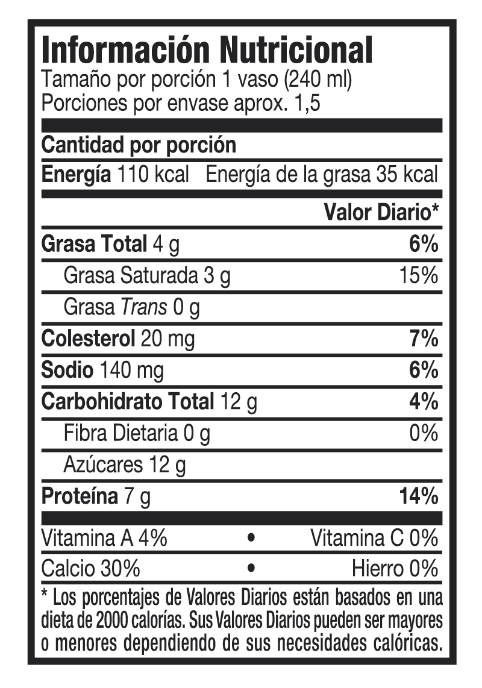 Información Nutricional
Tamaño por porción 1 vaso (240 ml)
Porciones por envase aprox. 1,5
Cantidad por porción
Energía 110 kcal Energía de la grasa 35 kcal
Valor Diario*
Grasa Total 4 g 6%
Grasa Saturada 3 g 15%
Grasa Trans 0 g
Colesterol 20 mg 7%
Sodio 140 mg 6%
Carbohidrato Total 12 g 4%
Fibra Dietaria 0 g 0%
Azúcares 12 g
Proteína 7 g 14%
Vitamina A 4% • Vitamina C 0%
Calcio 30% • Hierro 0%
* Los porcentajes de Valores Diarios están basados en una
dieta de 2000 calorías. Sus Valores Diarios pueden ser mayores
o menores dependiendo de sus necesidades calóricas.